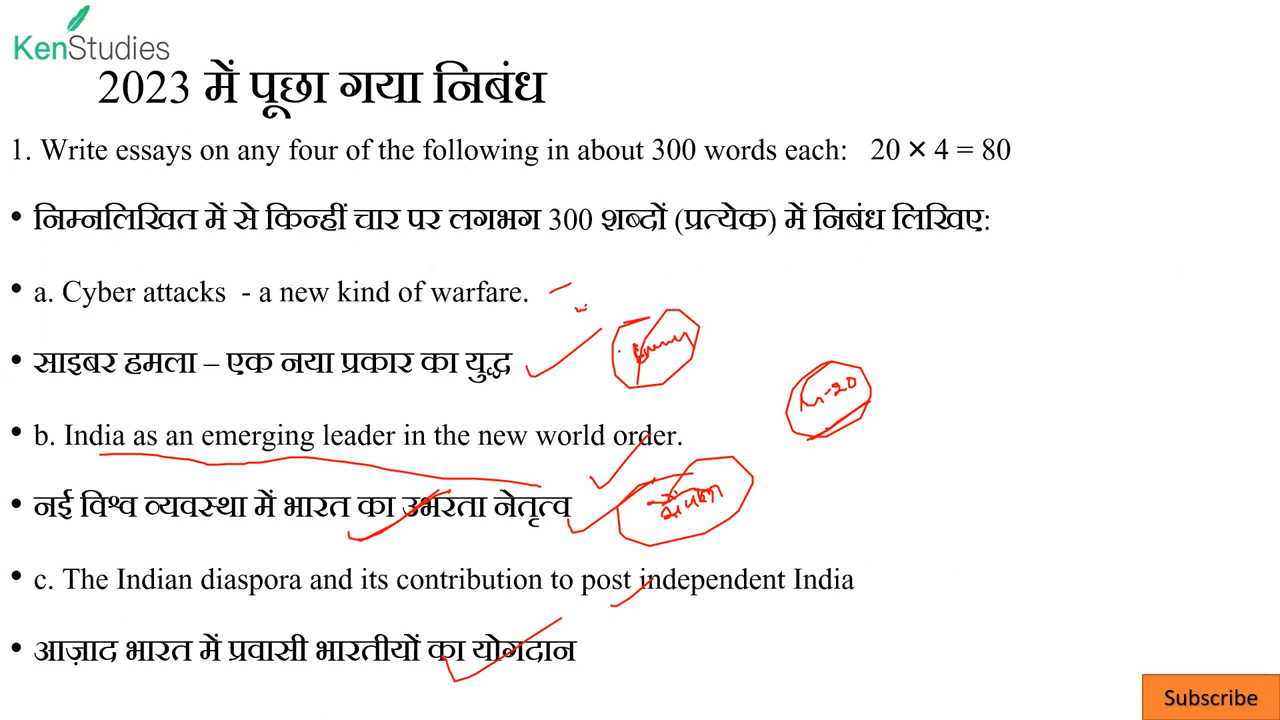 KenStudies
2023 में पूछा गया निबंध
1. Write essays on any four of the following in about 300 words each: 20 × 4 = 80
• निम्नलिखित में से किन्हीं चार पर लगभग 300 शब्दों (प्रत्येक) में निबंध लिखिए:
• a. Cyber attacks - a new kind of warfare.
• साइबर हमला – एक नया प्रकार का युद्ध
• b. India as an emerging leader in the new world order.
• नई विश्व व्यवस्था में भारत का उभरता नेतृत्व
• c. The Indian diaspora and its contribution to post independent India
• आज़ाद भारत में प्रवासी भारतीयों का योगदान
Subscribe